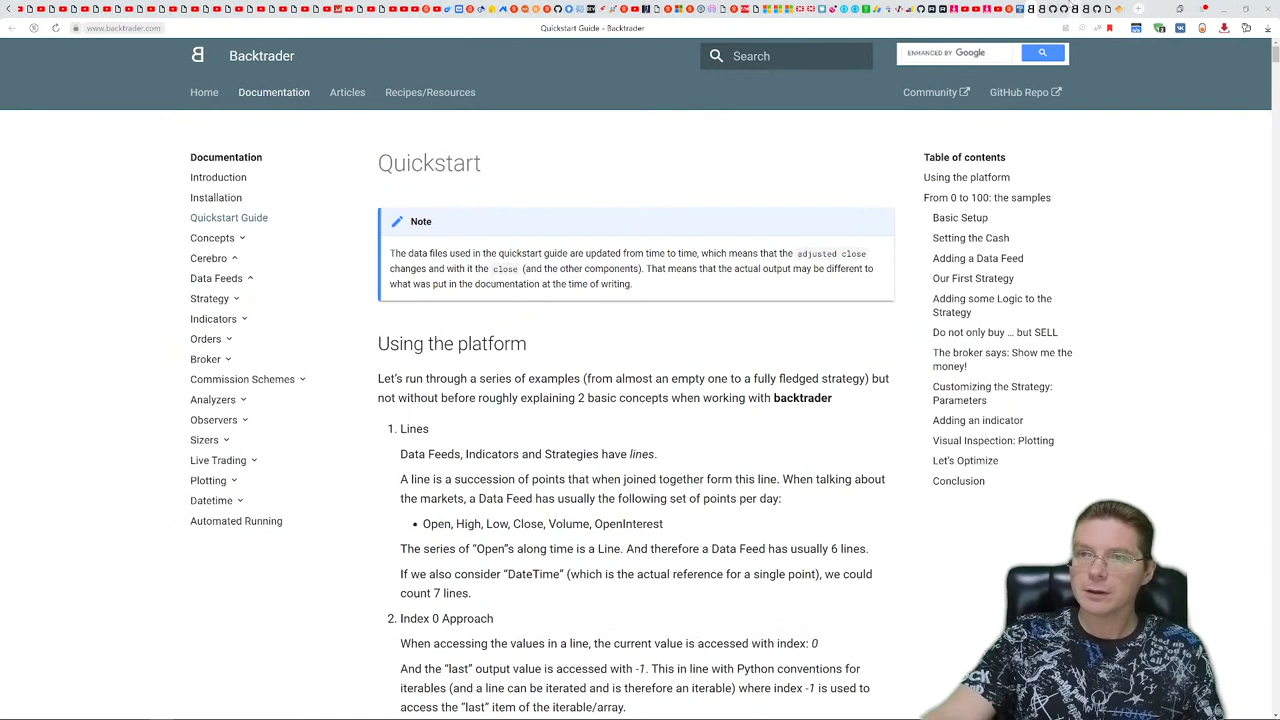 www.backtrader.com
Quickstart Guide - Backtrader
Backtrader
Search
ENHANCED BY Google
Home
Documentation
Articles
Recipes/Resources
Community
GitHub Repo
Documentation
Introduction
Installation
Quickstart Guide
Concepts
Cerebro
Data Feeds
Strategy
Indicators
Orders
Broker
Commission Schemes
Analyzers
Observers
Sizers
Live Trading
Plotting
Datetime
Automated Running
Quickstart
Note
The data files used in the quickstart guide are updated from time to time, which means that the adjusted close
changes and with it the close (and the other components). That means that the actual output may be different to
what was put in the documentation at the time of writing.
Using the platform
Let's run through a series of examples (from almost an empty one to a fully fledged strategy) but
not without before roughly explaining 2 basic concepts when working with backtrader
1. Lines
Data Feeds, Indicators and Strategies have lines.
A line is a succession of points that when joined together form this line. When talking about
the markets, a Data Feed has usually the following set of points per day:
• Open, High, Low, Close, Volume, OpenInterest
The series of “Open”s along time is a Line. And therefore a Data Feed has usually 6 lines.
If we also consider “DateTime” (which is the actual reference for a single point), we could
count 7 lines.
2. Index 0 Approach
When accessing the values in a line, the current value is accessed with index: 0
And the “last” output value is accessed with -1. This in line with Python conventions for
iterables (and a line can be iterated and is therefore an iterable) where index -1 is used to
access the “last” item of the iterable/array.
Table of contents
Using the platform
From 0 to 100: the samples
Basic Setup
Setting the Cash
Adding a Data Feed
Our First Strategy
Adding some Logic to the
Strategy
Do not only buy … but SELL
The broker says: Show me the
money!
Customizing the Strategy:
Parameters
Adding an indicator
Visual Inspection: Plotting
Let's Optimize
Conclusion